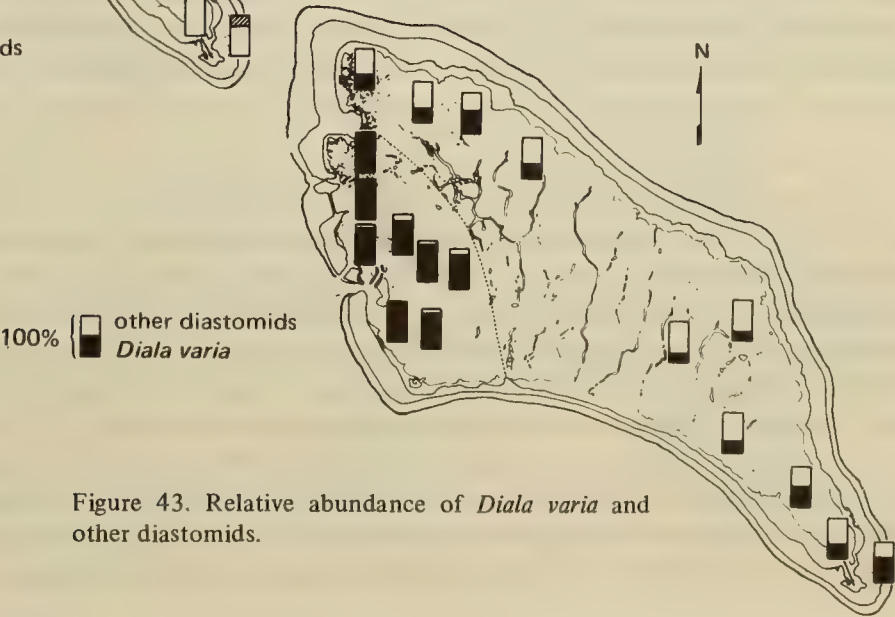 ds
N
100% { other diastomids
Diala varia
Figure 43. Relative abundance of Diala varia and
other diastomids.